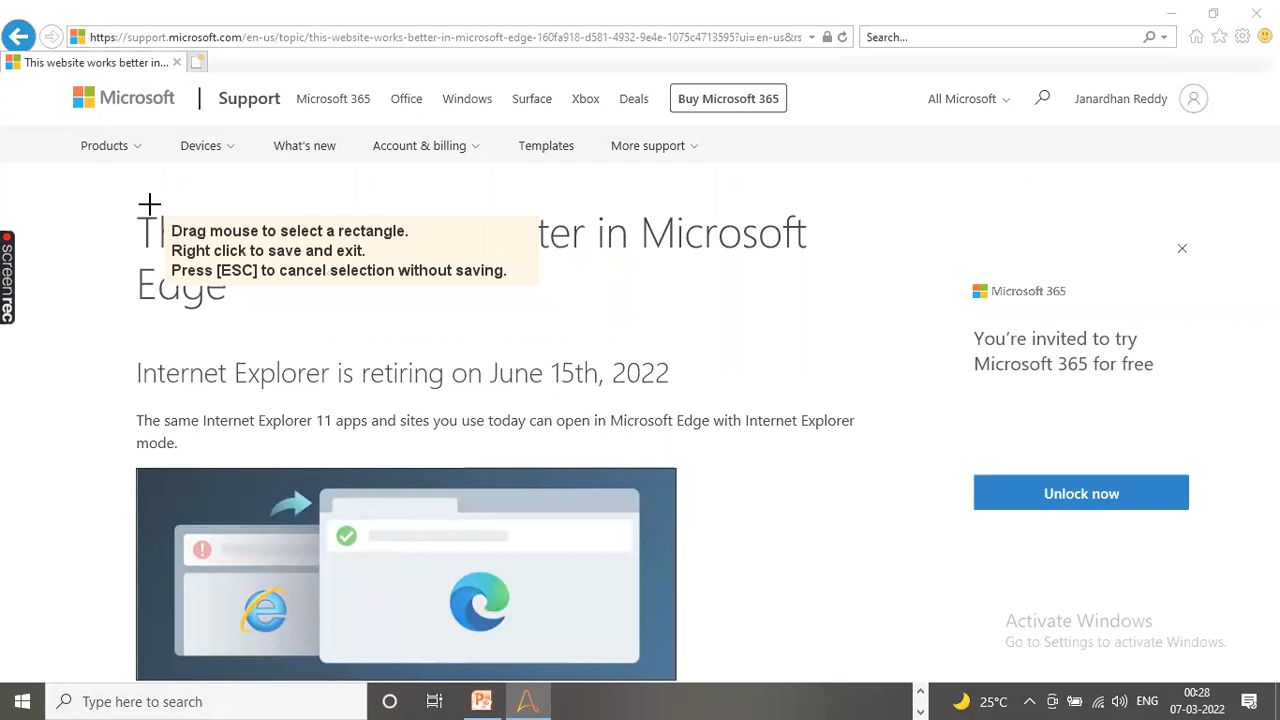 https://support.microsoft.com/en-us/topic/this-website-works-better-in-microsoft-edge-160fa918-d581-4932-9e4e-1075c4713595?ui=en-us&rs
Search...
This website works better in...
Microsoft
Support
Microsoft 365
Office
Windows
Surface
Xbox
Deals
Buy Microsoft 365
All Microsoft
Janardhan Reddy
Products
Devices
What's new
Account & billing
Templates
More support
Drag mouse to select a rectangle.
Right click to save and exit.
Press [ESC] to cancel selection without saving.
ter in Microsoft
Edge
screenrec
Microsoft 365
You're invited to try
Microsoft 365 for free
Unlock now
Internet Explorer is retiring on June 15th, 2022
The same Internet Explorer 11 apps and sites you use today can open in Microsoft Edge with Internet Explorer
mode.
Activate Windows
Go to Settings to activate Windows.
Type here to search
25°C
ENG
00:28
07-03-2022